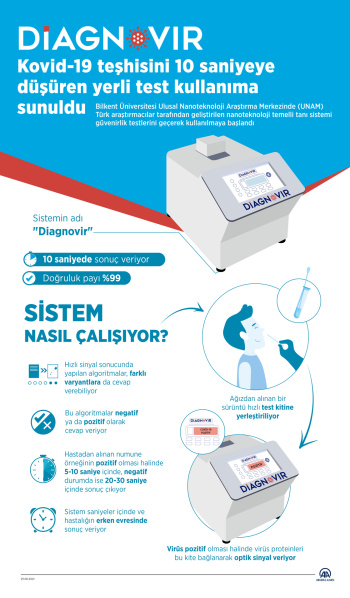 DIAGNOVIR
Kovid-19 teşhisini 10 saniyeye
düşüren yerli test kullanıma
sunuldu
Bilkent Üniversitesi Ulusal Nanoteknoloji Araştırma Merkezinde (UNAM)
Türk araştırmacılar tarafından geliştirilen nanoteknoloji temelli tanı sistemi
güvenlik testlerini geçerek kullanılmaya başlandı
DIAGNOVIR
Sistemin adı
"Diagnovir"
10 saniyede sonuç veriyor
Doğruluk payı %99
SİSTEM
NASIL ÇALIŞIYOR?
Hızlı sinyal sonucunda
yapılan algoritmalar, farklı
varyantlara da cevap
verebiliyor
Bu algoritmalar negatif
ya da pozitif olarak
cevap veriyor
Hastadan alınan numune
örneğinin pozitif olması halinde
5-10 saniye içinde, negatif
durumda ise 20-30 saniye
içinde sonuç çıkıyor
Sistem saniyeler içinde ve
hastalığın erken evresinde
sonuç veriyor
Ağızdan alınan bir
sürüntü hızlı test kitine
yerleştiriliyor
DIAGNOVIR
DIAGNOVIR
Virüs pozitif olması halinde virüs proteinleri
bu kite bağlanarak optik sinyal veriyor
AA